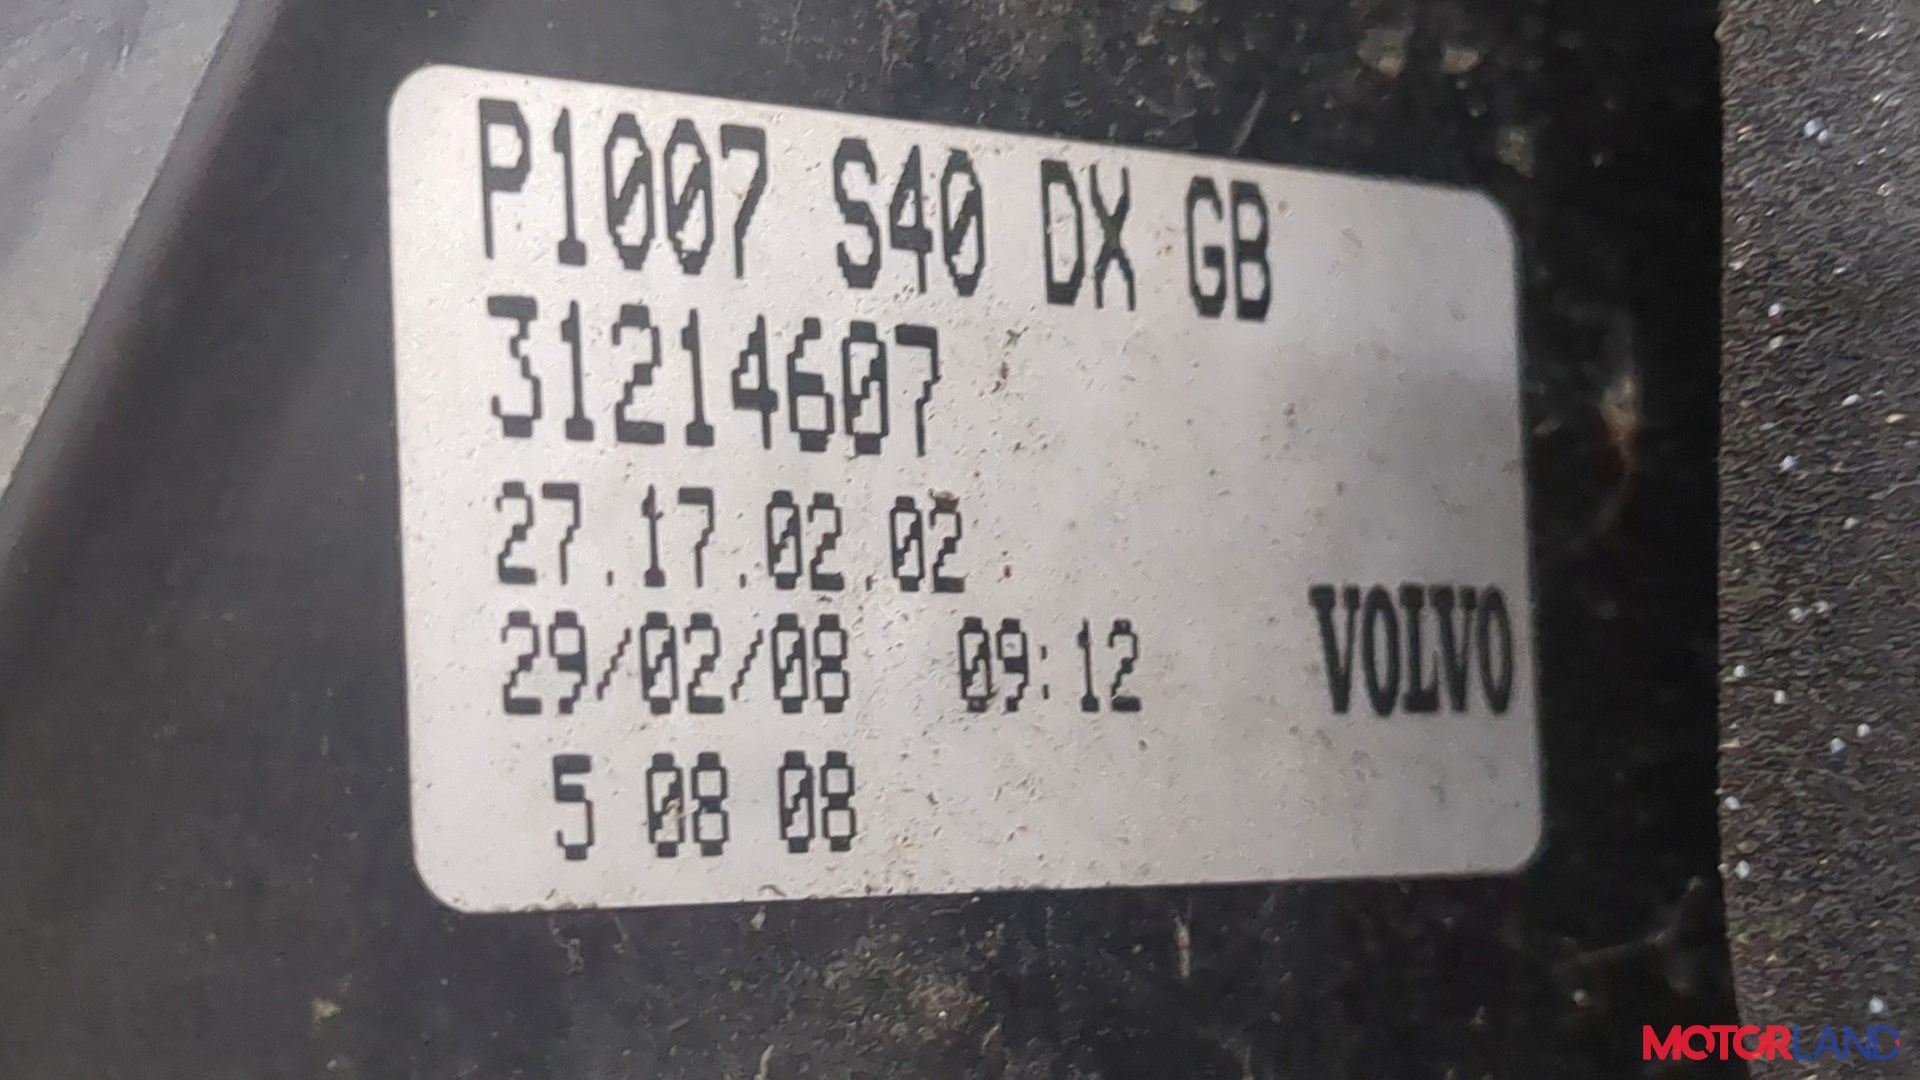 P1007 S40 DX GB
31214607
27.17.02.02
29/02/08 09:12
VOLVO
5 08 08
MOTORLAND